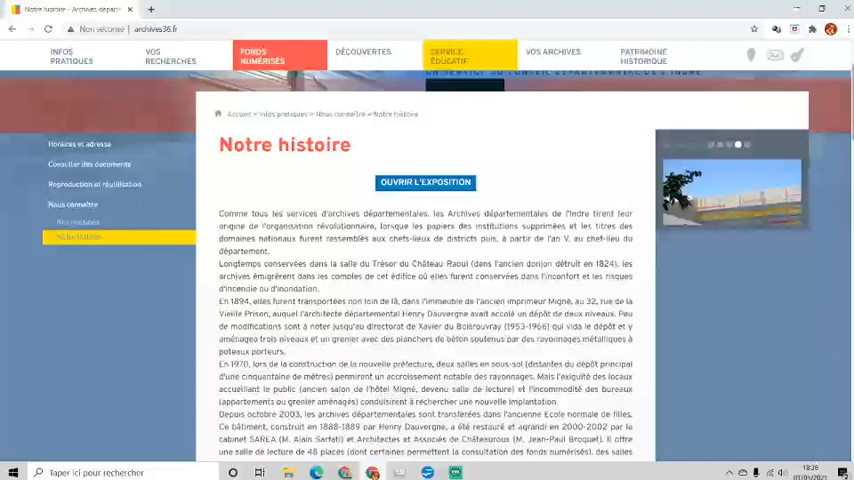 Notre histoire — Archives départ
Non sécurisé | archives36.fr
INFOS PRATIQUES
VOS RECHERCHES
FONDS NUMÉRISÉS
DÉCOUVERTES
SERVICE ÉDUCATIF
VOS ARCHIVES
PATRIMOINE HISTORIQUE
UN SERVICE DU CONSEIL DÉPARTEMENTAL DE L'INDRE
Accueil > Infos pratiques > Nous connaître > Notre histoire
Horaires et adresse
Consulter des documents
Reproduction et réutilisation
Nous connaître
Notre histoire
Notre histoire
OUVRIR L'EXPOSITION
Comme tous les services d'archives départementales, les Archives départementales de l'Indre tirent leur
origine de l'organisation révolutionnaire, lorsque les papiers des institutions supprimées et les titres des
domaines nationaux furent rassemblés aux chefs-lieux de districts puis, à partir de l'an V, au chef-lieu du
département.
Longtemps conservées dans la salle du Trésor du Château-Raoul (dans l'ancien donjon détruit en 1824), les
archives émigrèrent dans les combles de cet édifice où elles furent conservées dans l'inconfort et les risques
d'incendie ou d'inondation.
En 1894, elles furent transportées non loin de là, dans l'immeuble de l'ancien imprimeur Migné, au 32, rue de la
Vieille Prison, auquel l'architecte départemental Henry Dauvergne avait accolé un dépôt de deux niveaux. Peu
de modifications sont à noter jusqu'au directorat de Xavier du Boisrouvray (1953-1966) qui vida le dépôt et y
aménagea trois niveaux et un grenier avec des planchers de béton soutenus par des rayonnages métalliques à
poteaux porteurs.
En 1970, lors de la construction de la nouvelle préfecture, deux salles en sous-sol (distantes du dépôt principal
d'une cinquantaine de mètres) permirent un accroissement notable des rayonnages. Mais l'exiguïté des locaux
accueillant le public (ancien salon de l'hôtel Migné, devenu salle de lecture) et l'incommodité des bureaux
(appartements ou grenier aménagés) conduisirent à rechercher une nouvelle implantation.
Depuis octobre 2003, les archives départementales sont transférées dans l'ancienne Ecole normale de filles.
Ce bâtiment, construit en 1888-1889 par Henry Dauvergne, a été restauré et agrandi en 2000-2002 par le
cabinet SAREA (M. Alain Sarfati) et Architectes et Associés de Châteauroux (M. Jean-Paul Broquet). Il offre
une salle de lecture de 48 places (dont certaines permettent la consultation des fonds numérisés), des salles
Taper ici pour rechercher
18:36
01/03/2021